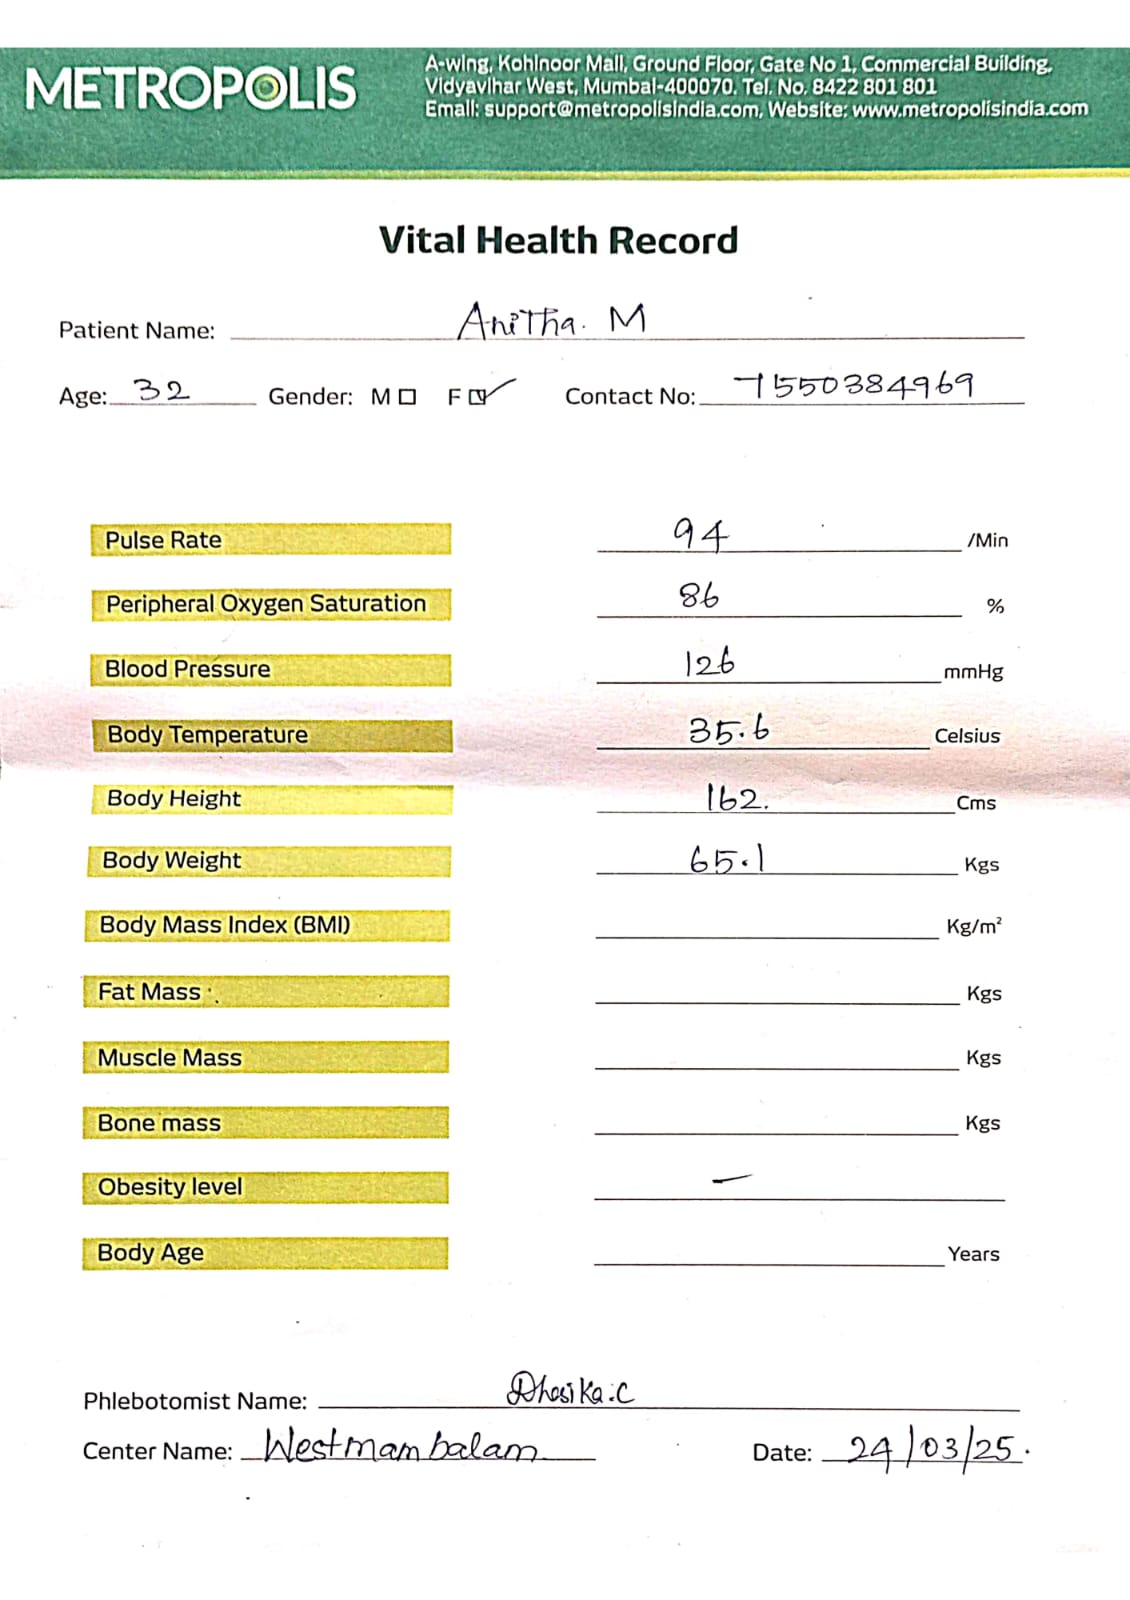 METROPOLIS
A-wing, Kohinoor Mall, Ground Floor, Gate No 1, Commercial Building,
Vidyavihar West, Mumbai-400070. Tel. No. 8422 801 801
Email: support@metropolisindia.com, Website: www.metropolisindia.com
Vital Health Record
Patient Name: Anitha. M
Age: 32 Gender: M F Contact No: 7550384969
Pulse Rate 94 /Min
Peripheral Oxygen Saturation 86 %
Blood Pressure 126 mmHg
Body Temperature 35.6 Celsius
Body Height 162. Cms
Body Weight 65.1 Kgs
Body Mass Index (BMI) Kg/m²
Fat Mass Kgs
Muscle Mass Kgs
Bone mass Kgs
Obesity level –
Body Age Years
Phlebotomist Name: Dhasika.C
Center Name: Westmambalam Date: 24/03/25.